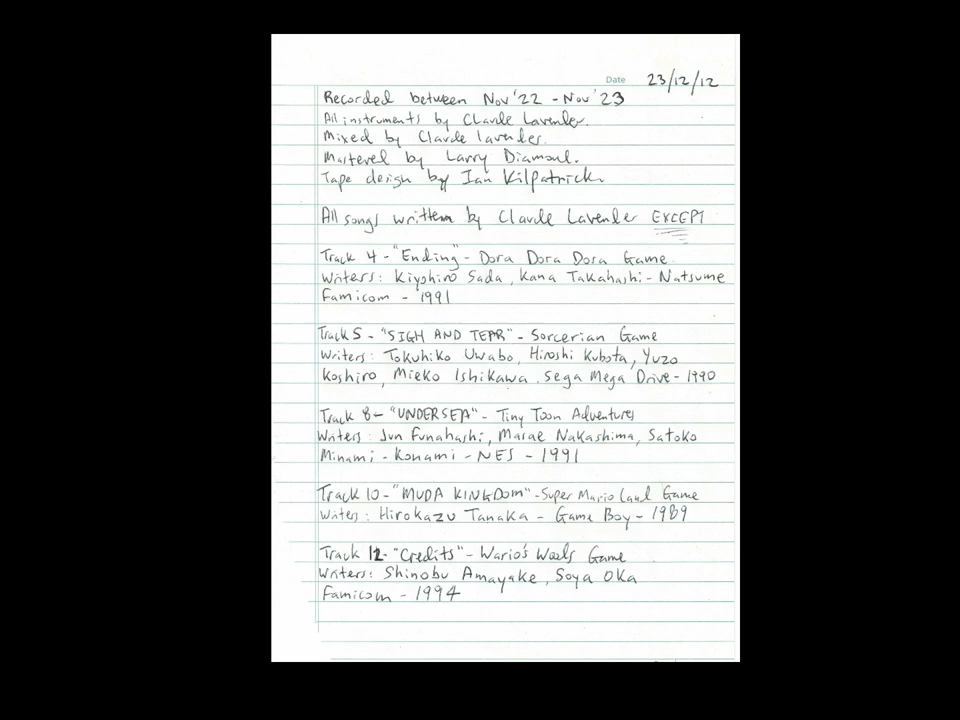 Date 23/12/12
Recorded between Nov '22 - Nov '23
All instruments by Claude Lavender.
Mixed by Claude lavender.
Mastered by Larry Diamond.
Tape design by Ian Kilpatrick
All songs written by Claude Lavender EXCEPT
Track 4 - "Ending" - Dora Dora Dora Game
Writers: Kiyohiro Sada, Kana Takahashi - Natsume
Famicom - 1991
Track 5 - "SIGH AND TEAR" - Sorcerian Game
Writers: Tokuhiko Uwabo, Hiroshi Kubota, Yuzo
Koshiro, Mieko Ishikawa, Sega Mega Drive - 1990
Track 8 - "UNDERSEA" - Tiny Toon Adventures
Writers: Jun Funahashi, Masae Nakashima, Satoko
Minami - Konami - NES - 1991
Track 10 - "MUDA KINGDOM" - Super Mario Land Game
Writers: Hirokazu Tanaka - Game Boy - 1989
Track 12 - "Credits" - Wario's Woods Game
Writers: Shinobu Amayake, Soya Oka
Famicom - 1994